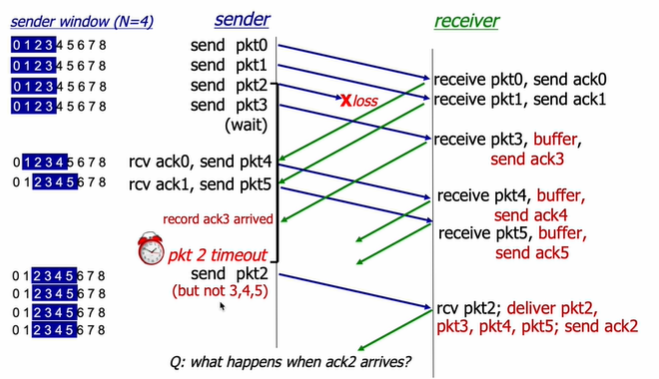 sender window (N=4)
sender
receiver
0 1 2 3 4 5 6 7 8
send pkt0
0 1 2 3 4 5 6 7 8
send pkt1
0 1 2 3 4 5 6 7 8
send pkt2
0 1 2 3 4 5 6 7 8
send pkt3
(wait)
X loss
receive pkt0, send ack0
receive pkt1, send ack1
receive pkt3, buffer,
send ack3
0 1 2 3 4 5 6 7 8
rcv ack0, send pkt4
0 1 2 3 4 5 6 7 8
rcv ack1, send pkt5
record ack3 arrived
receive pkt4, buffer,
send ack4
receive pkt5, buffer,
send ack5
pkt 2 timeout
0 1 2 3 4 5 6 7 8
send pkt2
0 1 2 3 4 5 6 7 8
(but not 3,4,5)
0 1 2 3 4 5 6 7 8
0 1 2 3 4 5 6 7 8
rcv pkt2; deliver pkt2,
pkt3, pkt4, pkt5; send ack2
Q: what happens when ack2 arrives?